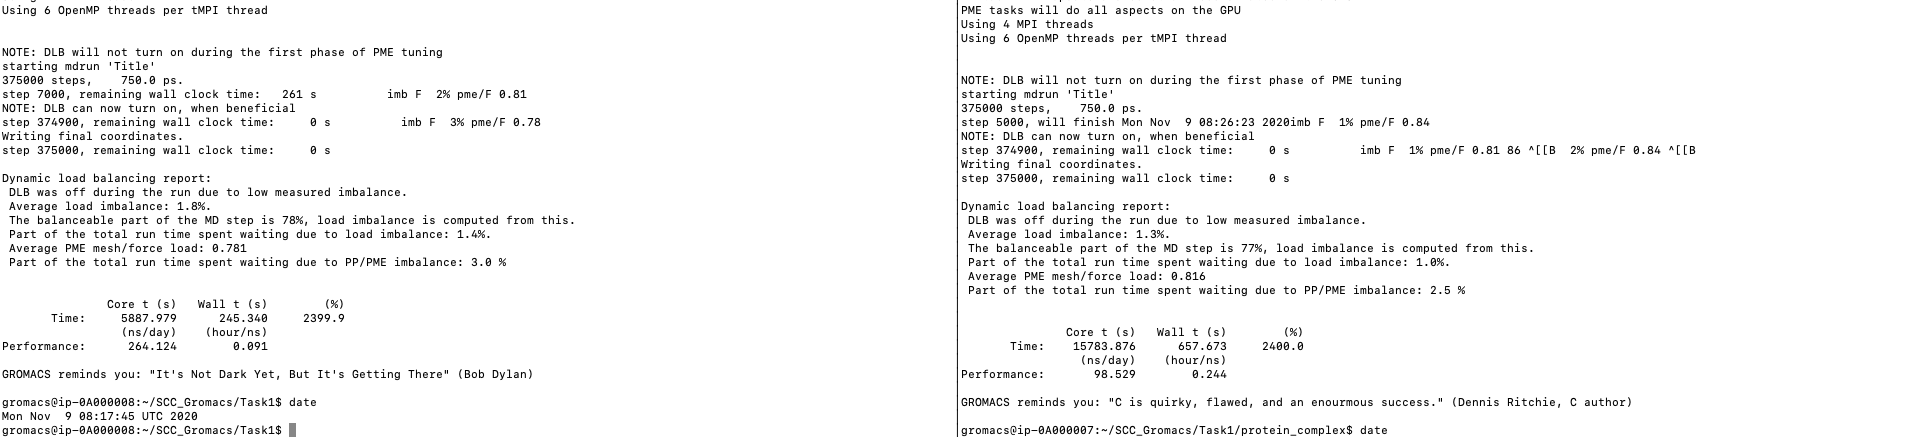 Using 6 OpenMP threads per tMPI thread
NOTE: DLB will not turn on during the first phase of PME tuning
starting mdrun 'Title'
375000 steps,    750.0 ps.
step 7000, remaining wall clock time:   261 s          imb F  2% pme/F 0.81
NOTE: DLB can now turn on, when beneficial
step 374900, remaining wall clock time:     0 s          imb F  3% pme/F 0.78
Writing final coordinates.
step 375000, remaining wall clock time:     0 s
Dynamic load balancing report:
DLB was off during the run due to low measured imbalance.
Average load imbalance: 1.8%.
The balanceable part of the MD step is 78%, load imbalance is computed from this.
Part of the total run time spent waiting due to load imbalance: 1.4%.
Average PME mesh/force load: 0.781
Part of the total run time spent waiting due to PP/PME imbalance: 3.0 %
Core t (s)   Wall t (s)        (%)
Time:     5887.979      245.340     2399.9
(ns/day)    (hour/ns)
Performance:      264.124        0.091
GROMACS reminds you: "It's Not Dark Yet, But It's Getting There" (Bob Dylan)
gromacs@ip-0A000008:~/SCC_Gromacs/Task1$ date
Mon Nov  9 08:17:45 UTC 2020
gromacs@ip-0A000008:~/SCC_Gromacs/Task1$
PME tasks will do all aspects on the GPU
Using 4 MPI threads
Using 6 OpenMP threads per tMPI thread
NOTE: DLB will not turn on during the first phase of PME tuning
starting mdrun 'Title'
375000 steps,    750.0 ps.
step 5000, will finish Mon Nov  9 08:26:23 2020imb F  1% pme/F 0.84
NOTE: DLB can now turn on, when beneficial
step 374900, remaining wall clock time:     0 s          imb F  1% pme/F 0.81 86 ^[[B  2% pme/F 0.84 ^[[B
Writing final coordinates.
step 375000, remaining wall clock time:     0 s
Dynamic load balancing report:
DLB was off during the run due to low measured imbalance.
Average load imbalance: 1.3%.
The balanceable part of the MD step is 77%, load imbalance is computed from this.
Part of the total run time spent waiting due to load imbalance: 1.0%.
Average PME mesh/force load: 0.816
Part of the total run time spent waiting due to PP/PME imbalance: 2.5 %
Core t (s)   Wall t (s)        (%)
Time:    15783.876      657.673     2400.0
(ns/day)    (hour/ns)
Performance:       98.529        0.244
GROMACS reminds you: "C is quirky, flawed, and an enourmous success." (Dennis Ritchie, C author)
gromacs@ip-0A000007:~/SCC_Gromacs/Task1/protein_complex$ date